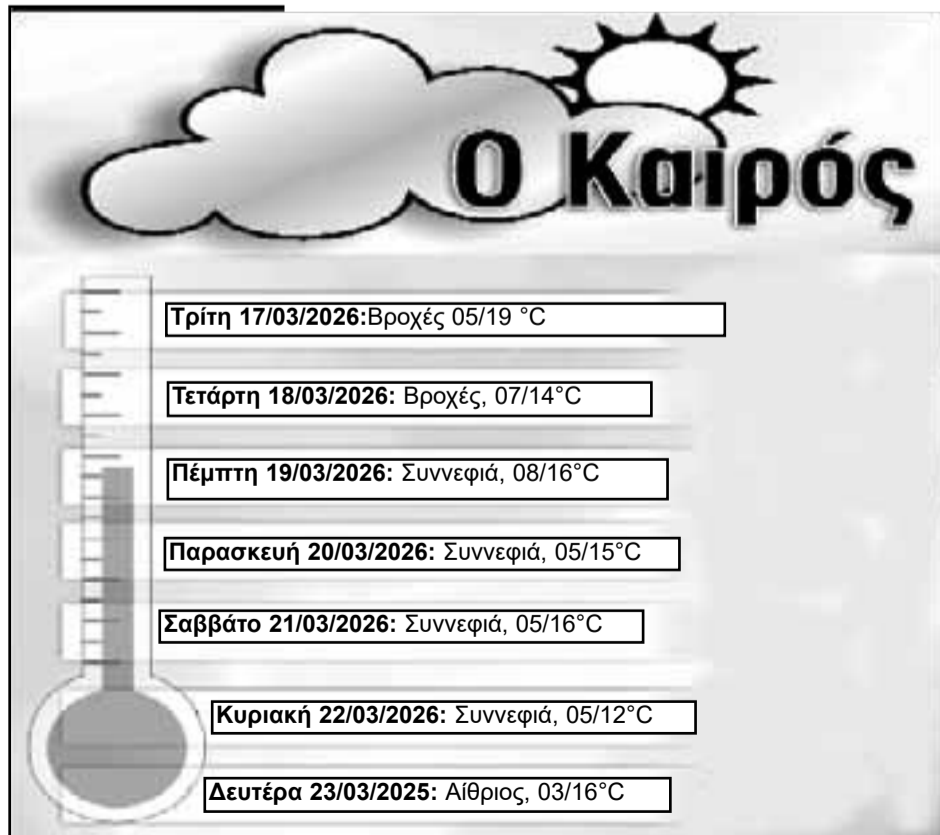 Ο Καιρός
Τρίτη 17/03/2026:Βροχές 05/19 °C
Τετάρτη 18/03/2026: Βροχές, 07/14°C
Πέμπτη 19/03/2026: Συννεφιά, 08/16°C
Παρασκευή 20/03/2026: Συννεφιά, 05/15°C
Σαββάτο 21/03/2026: Συννεφιά, 05/16°C
Κυριακή 22/03/2026: Συννεφιά, 05/12°C
Δευτέρα 23/03/2025: Αίθριος, 03/16°C